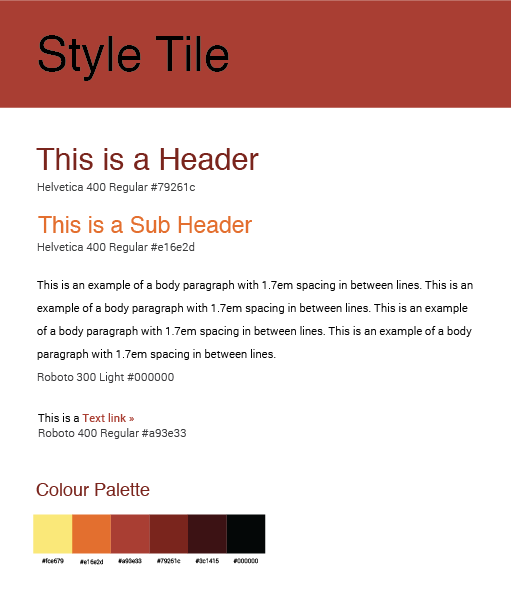 Style Tile
This is a Header
Helvetica 400 Regular #79261c
This is a Sub Header
Helvetica 400 Regular #e16e2d
This is an example of a body paragraph with 1.7em spacing in between lines. This is an
example of a body paragraph with 1.7em spacing in between lines. This is an example
of a body paragraph with 1.7em spacing in between lines. This is an example of a body
paragraph with 1.7em spacing in between lines.
Roboto 300 Light #000000
This is a Text link »
Roboto 400 Regular #a93e33
Colour Palette
#fce679 #e16e2d #a93e33 #79261c #3c1415 #000000